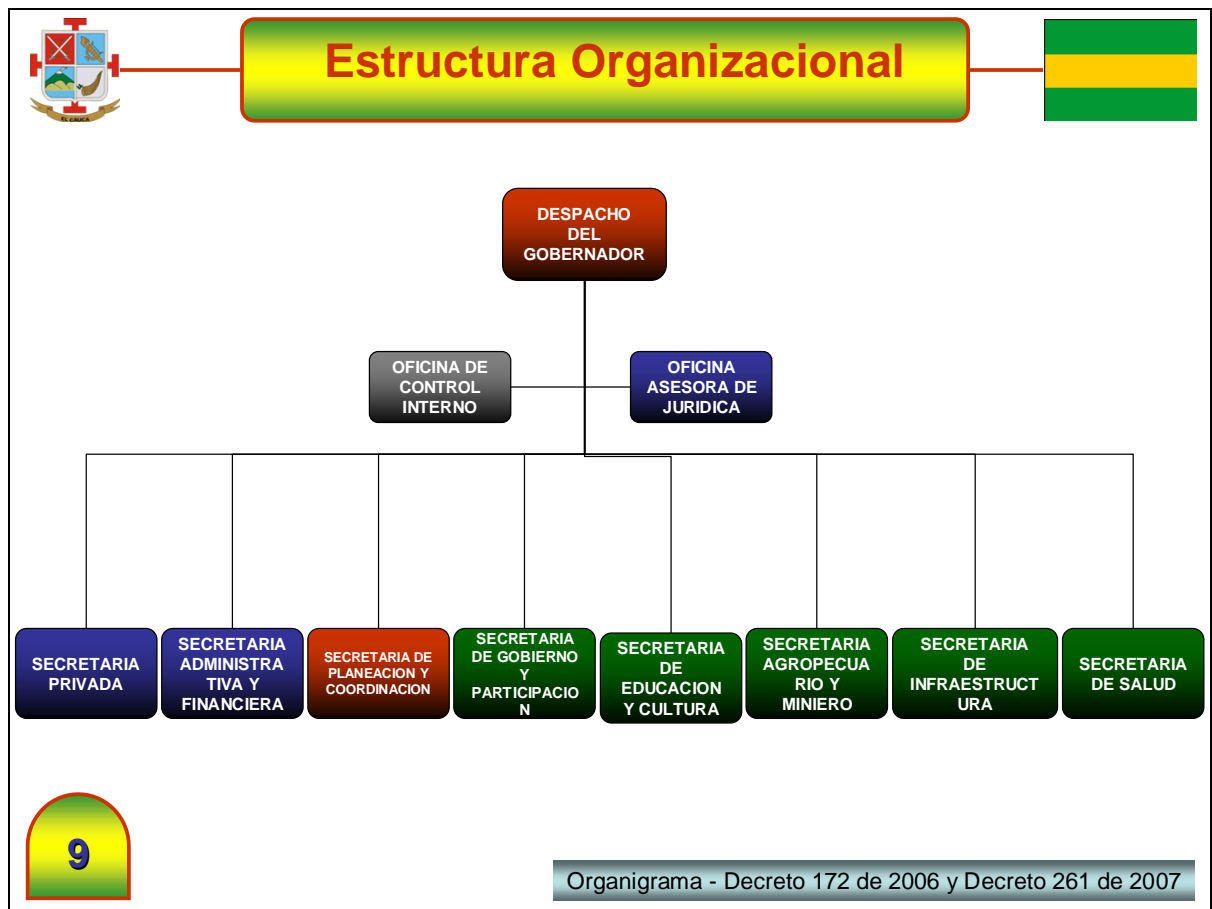 Estructura Organizacional
EL CAUCA
DESPACHO
DEL
GOBERNADOR
OFICINA DE
CONTROL
INTERNO
OFICINA
ASESORA DE
JURIDICA
SECRETARIA
PRIVADA
SECRETARIA
ADMINISTRA
TIVA Y
FINANCIERA
SECRETARIA DE
PLANEACION Y
COORDINACION
SECRETARIA
DE GOBIERNO
Y
PARTICIPACIO
N
SECRETARIA
DE
EDUCACION
Y CULTURA
SECRETARIA
AGROPECUA
RIO Y
MINIERO
SECRETARIA
DE
INFRAESTRUCT
URA
SECRETARIA
DE SALUD
9
Organigrama - Decreto 172 de 2006 y Decreto 261 de 2007